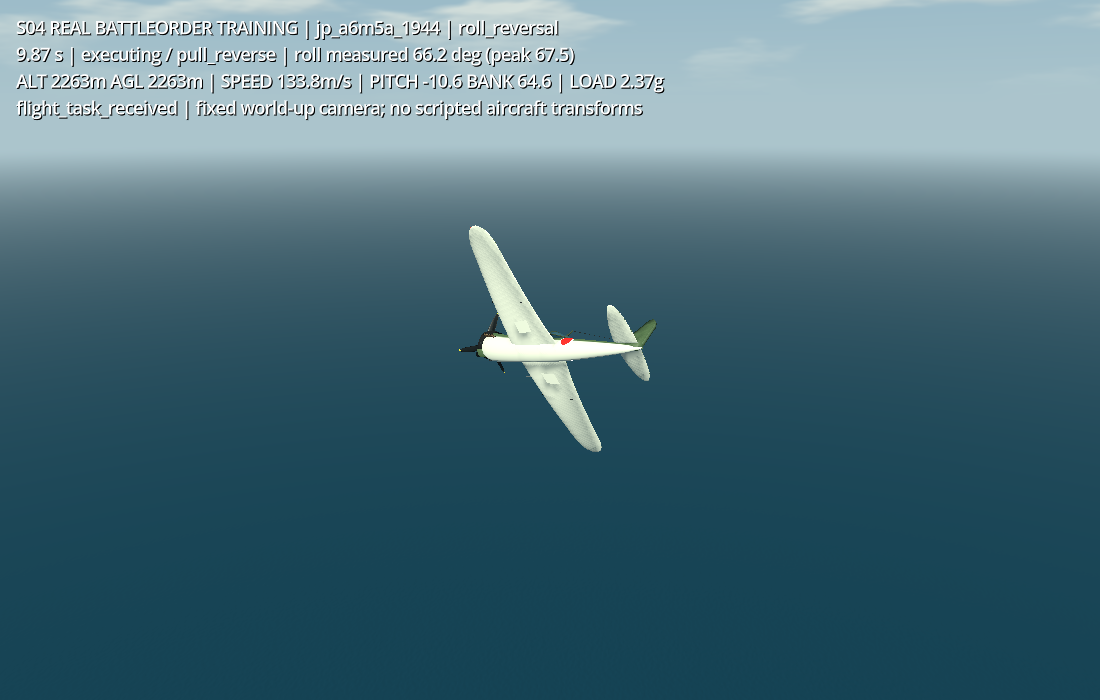 S04 REAL BATTLEORDER TRAINING | jp_a6m5a_1944 | roll_reversal
9.87 s | executing / pull_reverse | roll measured 66.2 deg (peak 67.5)
ALT 2263m AGL 2263m | SPEED 133.8m/s | PITCH -10.6 BANK 64.6 | LOAD 2.37g
flight_task_received | fixed world-up camera; no scripted aircraft transforms